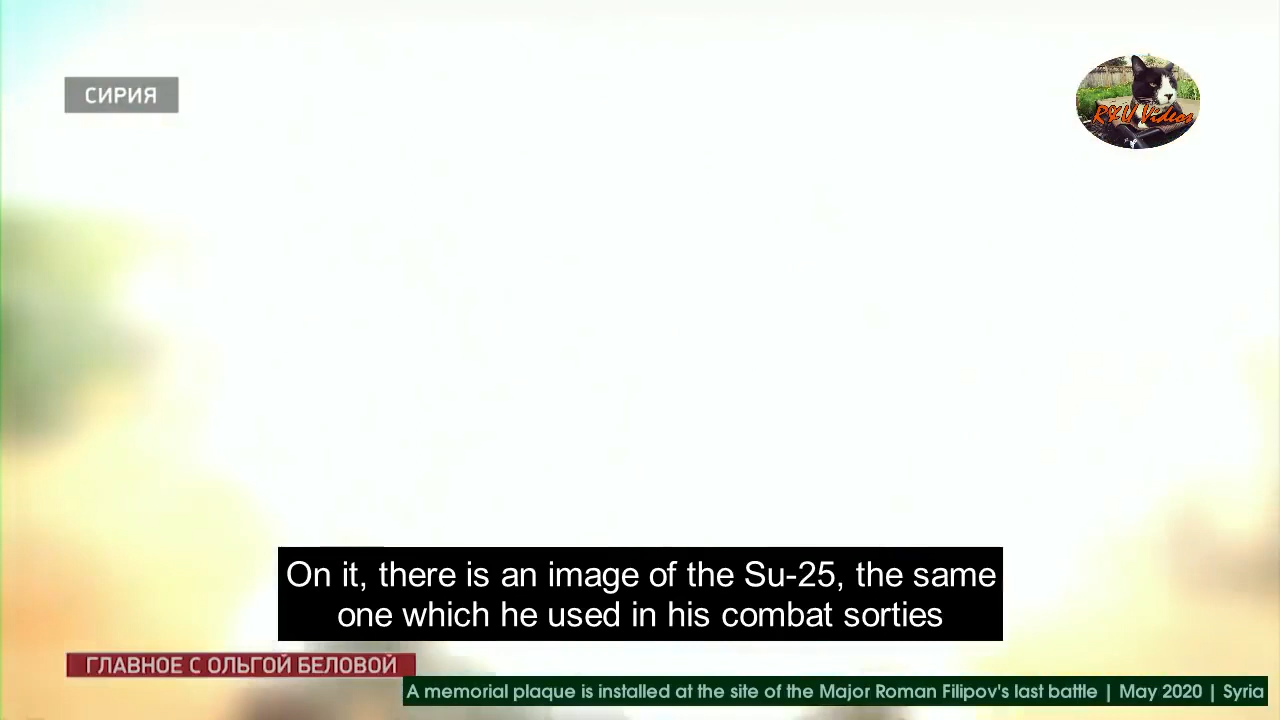 СИРИЯ
R&U Videos
On it, there is an image of the Su-25, the same
one which he used in his combat sorties
ГЛАВНОЕ С ОЛЬГОЙ БЕЛОВОЙ
A memorial plaque is installed at the site of the Major Roman Filipov's last battle | May 2020 | Syria